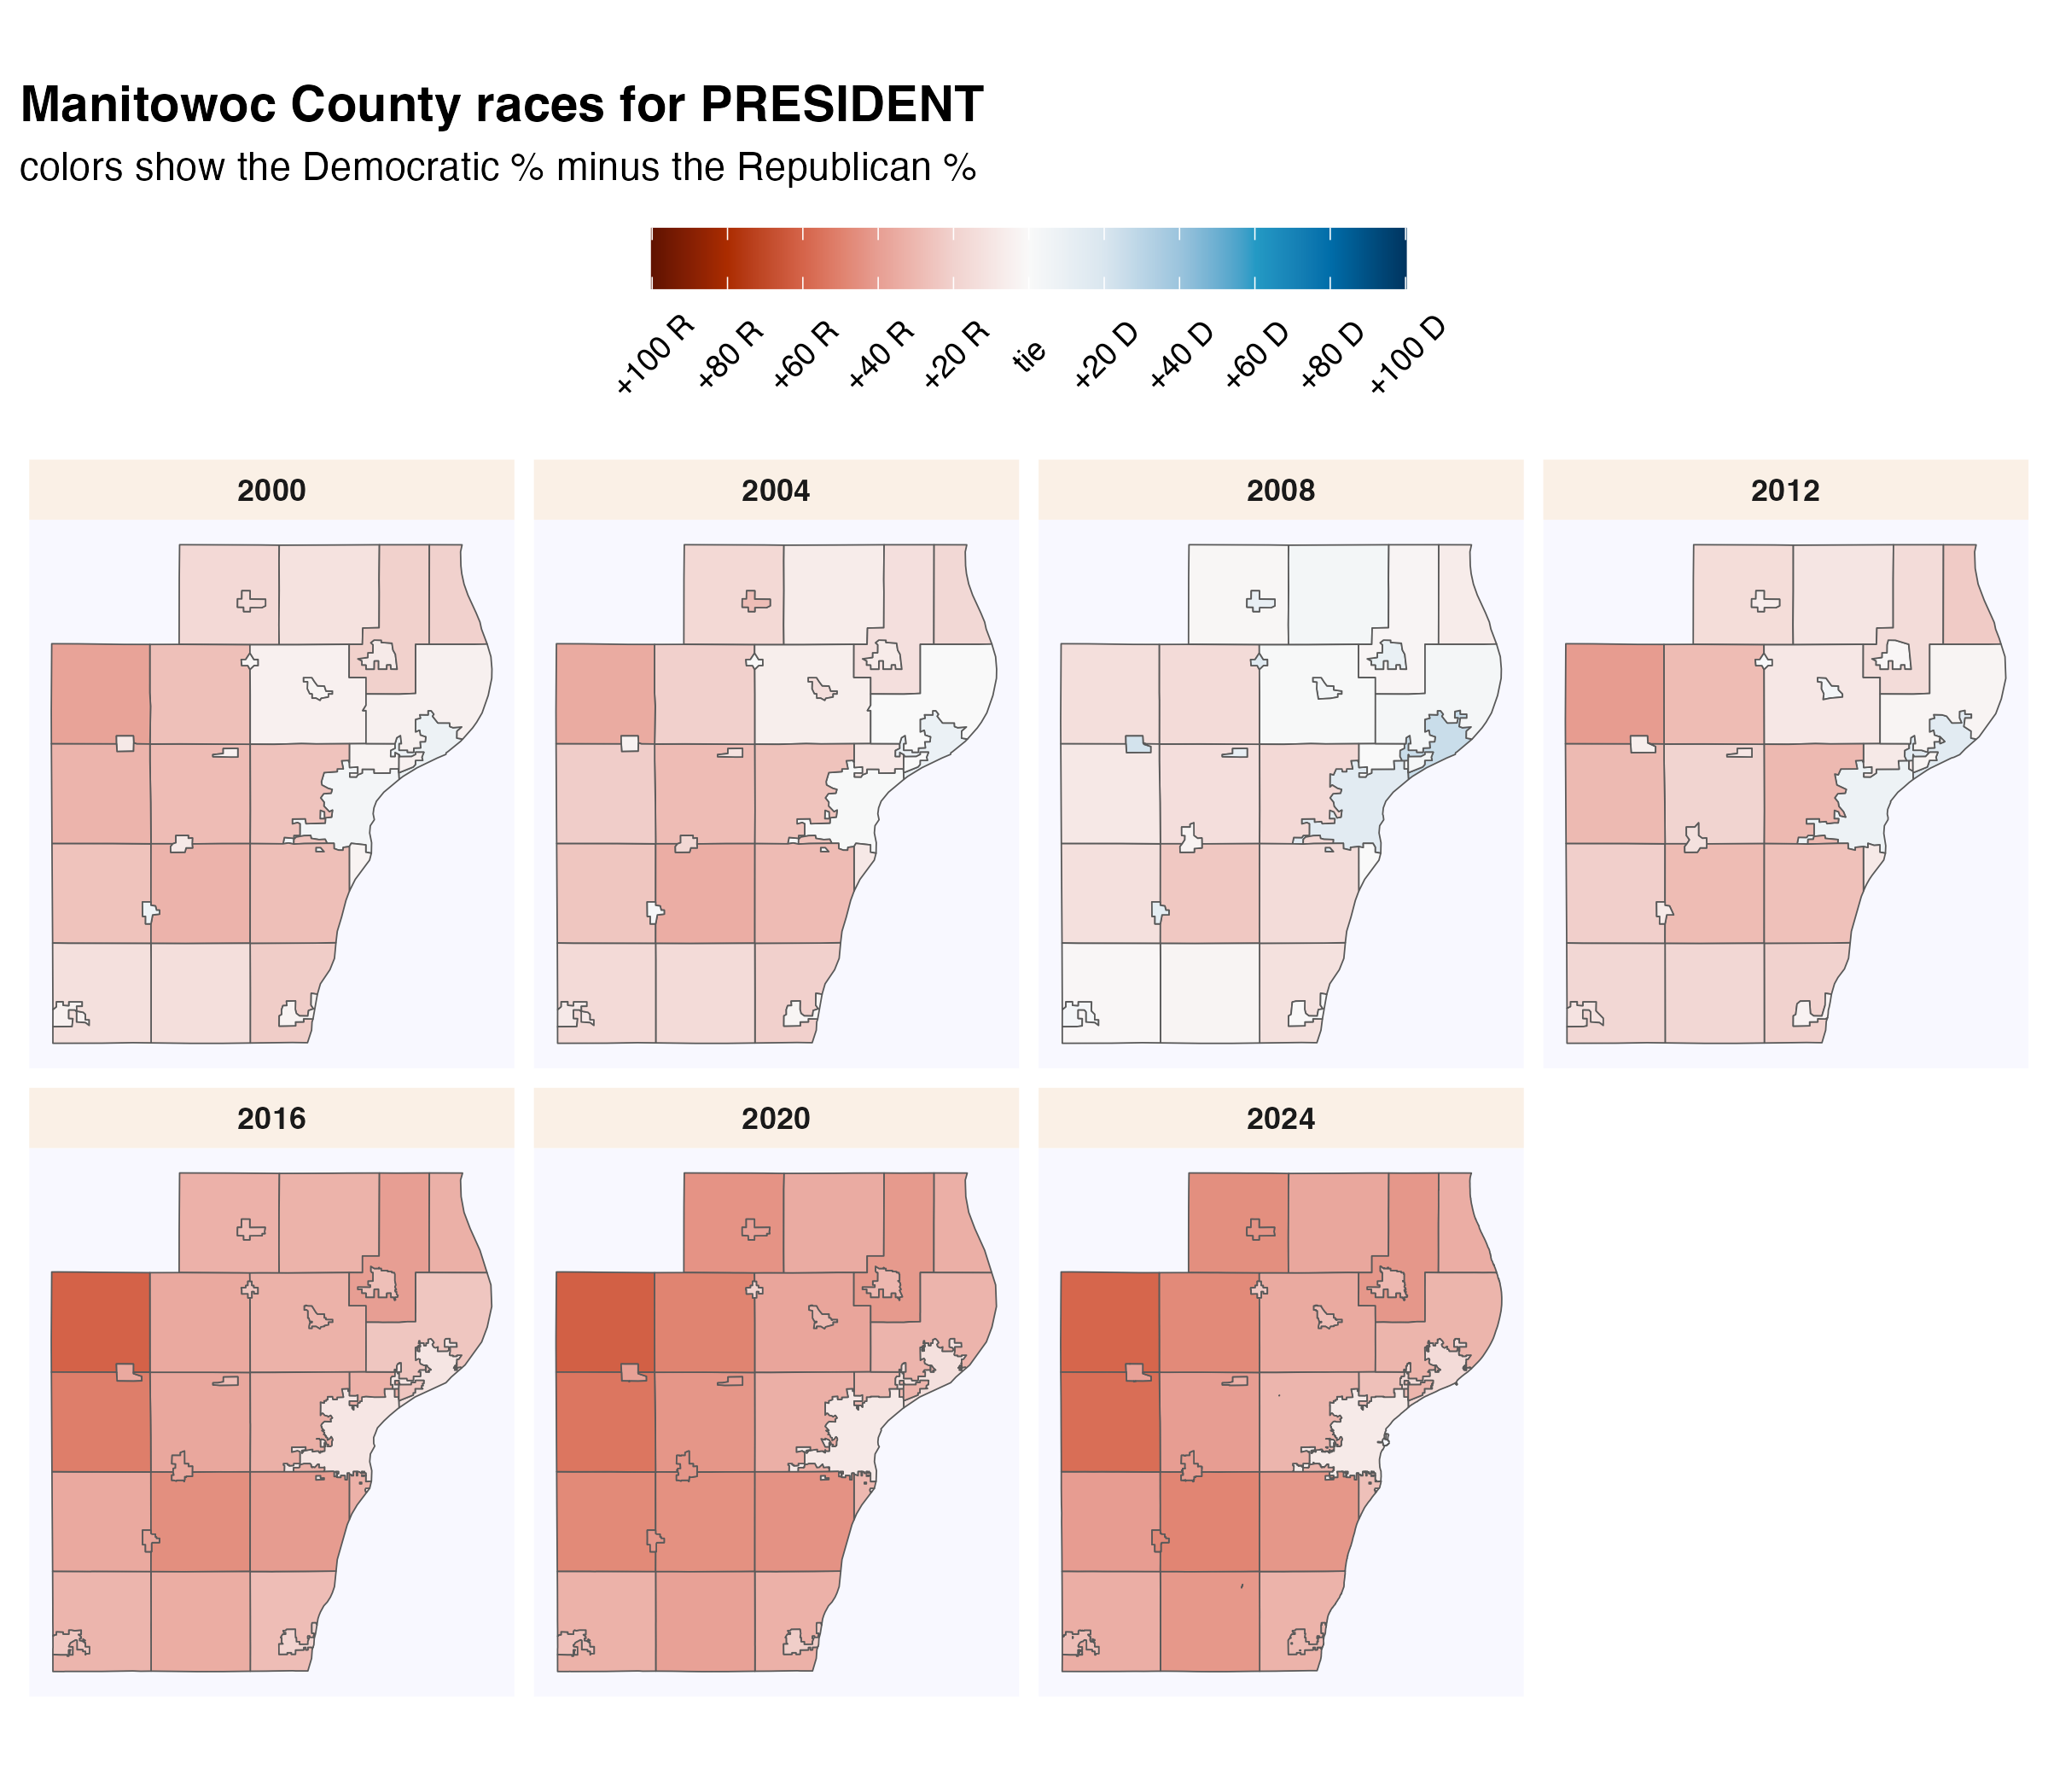 Manitowoc County races for PRESIDENT
colors show the Democratic % minus the Republican %
+100 R +80 R +60 R +40 R +20 R tie +20 D +40 D +60 D +80 D +100 D
2000 2004 2008 2012
2016 2020 2024